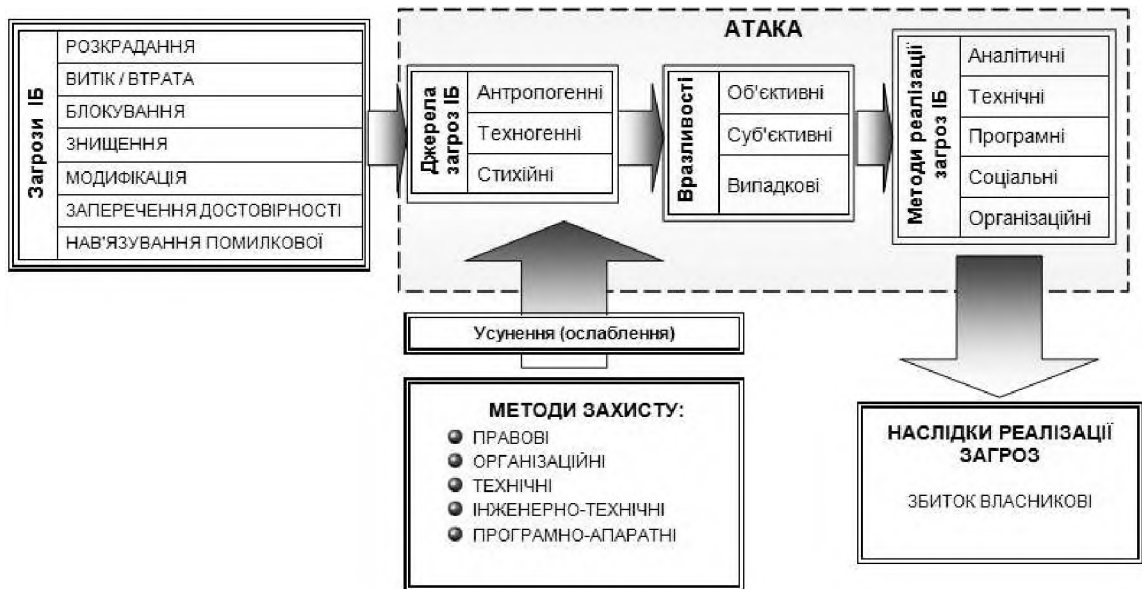 Загрози ІБ
РОЗКРАДАННЯ
ВИТІК / ВТРАТА
БЛОКУВАННЯ
ЗНИЩЕННЯ
МОДИФІКАЦІЯ
ЗАПЕРЕЧЕННЯ ДОСТОВІРНОСТІ
НАВ'ЯЗУВАННЯ ПОМИЛКОВОЇ
АТАКА
Джерела
загроз ІБ
Антропогенні
Техногенні
Стихійні
Вразливості
Об'єктивні
Суб'єктивні
Випадкові
Методи реалізації
загроз ІБ
Аналітичні
Технічні
Програмні
Соціальні
Організаційні
Усунення (ослаблення)
МЕТОДИ ЗАХИСТУ:
ПРАВОВІ
ОРГАНІЗАЦІЙНІ
ТЕХНІЧНІ
ІНЖЕНЕРНО-ТЕХНІЧНІ
ПРОГРАМНО-АПАРАТНІ
НАСЛІДКИ РЕАЛІЗАЦІЇ
ЗАГРОЗ
ЗБИТОК ВЛАСНИКОВІ